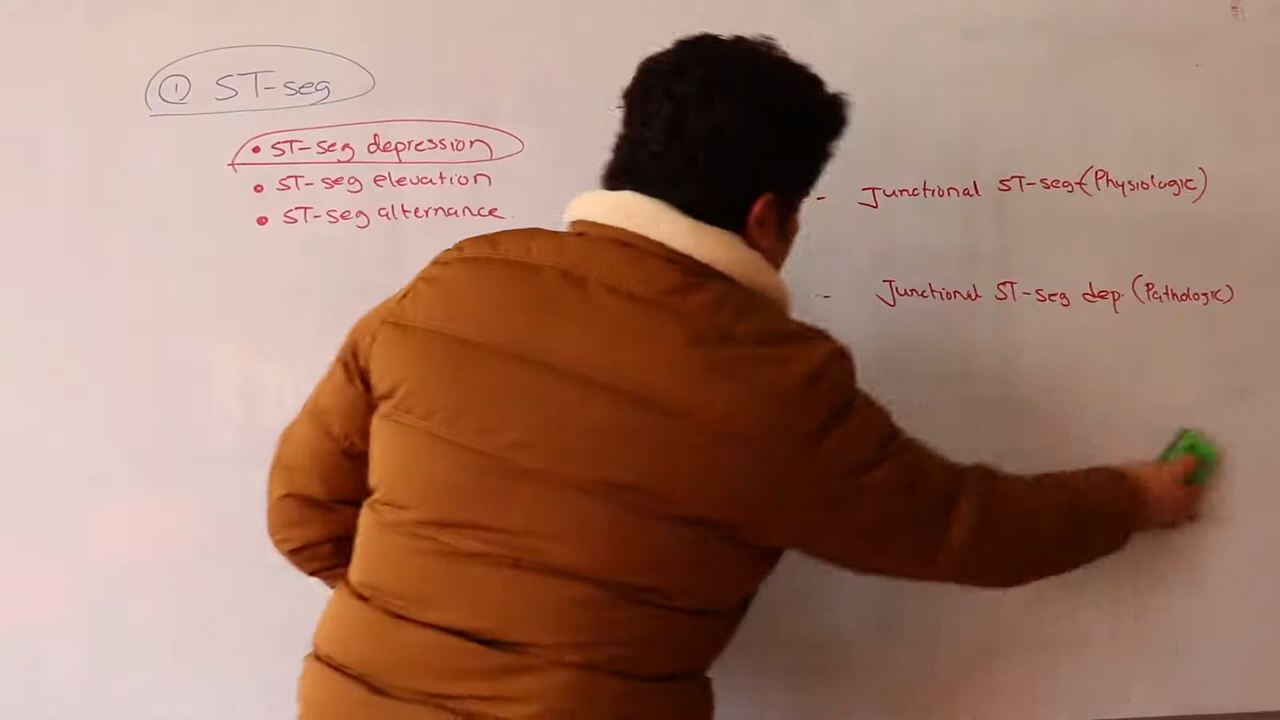 ① ST-seg
• ST-seg depression
• ST-seg elevation
• ST-seg alternance.
- Junctional ST-seg (Physiologic)
- Junctional ST-seg dep. (Pathologic)